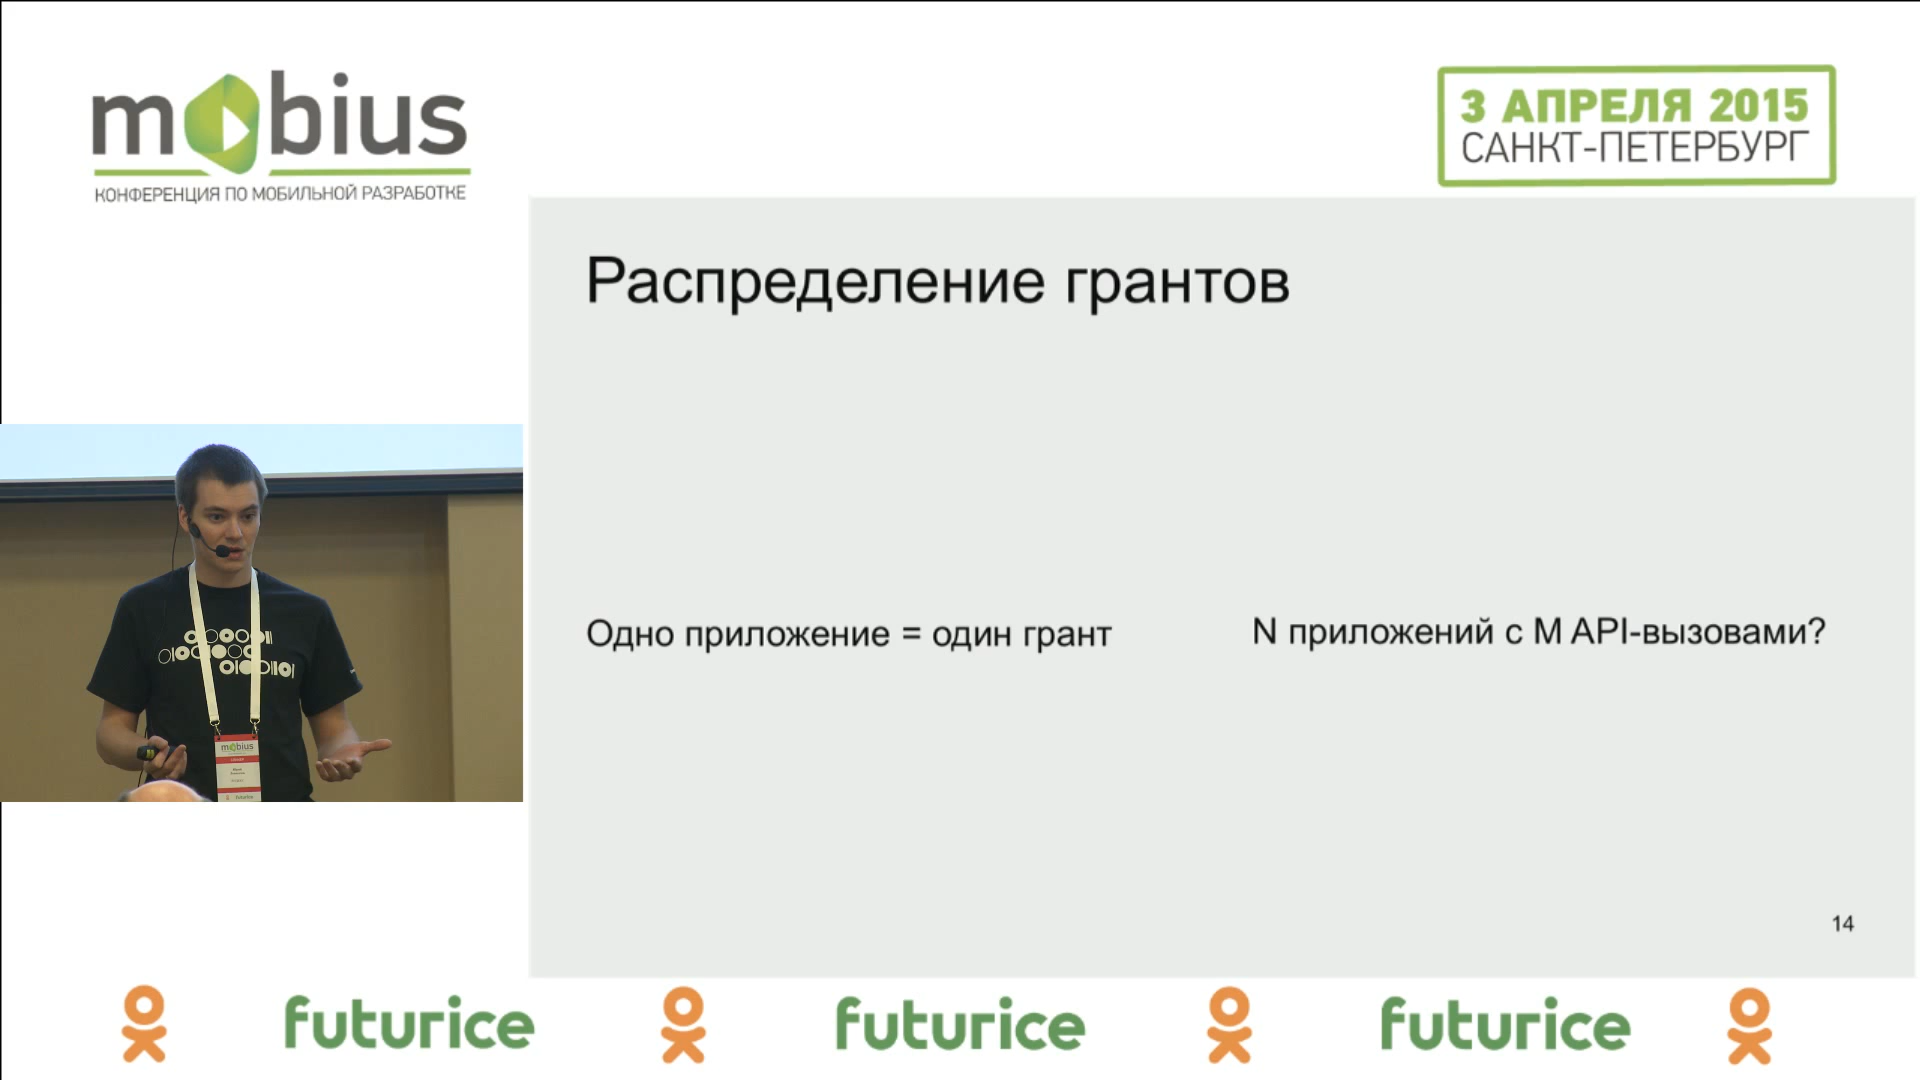 mobius
КОНФЕРЕНЦИЯ ПО МОБИЛЬНОЙ РАЗРАБОТКЕ
3 АПРЕЛЯ 2015
САНКТ-ПЕТЕРБУРГ
Распределение грантов
Одно приложение = один грант
N приложений с M API-вызовами?
14
mobius
futurice
futurice
futurice